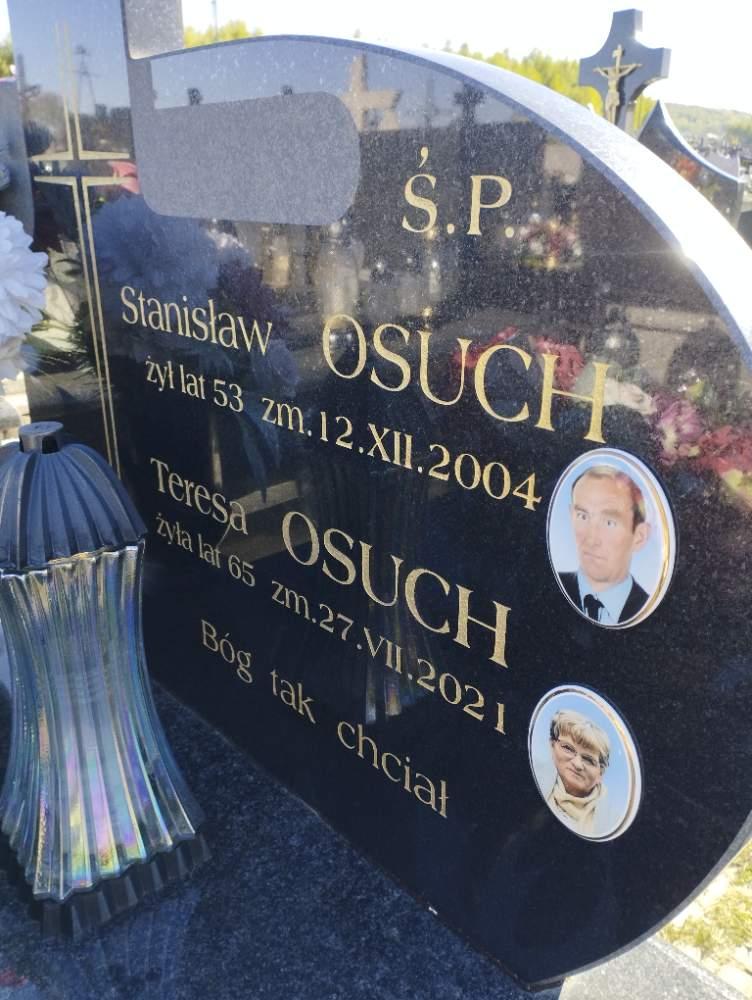 Ś.P.
Stanisław OSUCH
żył lat 53 zm.12.XII.2004
Teresa OSUCH
żyła lat 65 zm.27.VII.2021
Bóg tak chciał